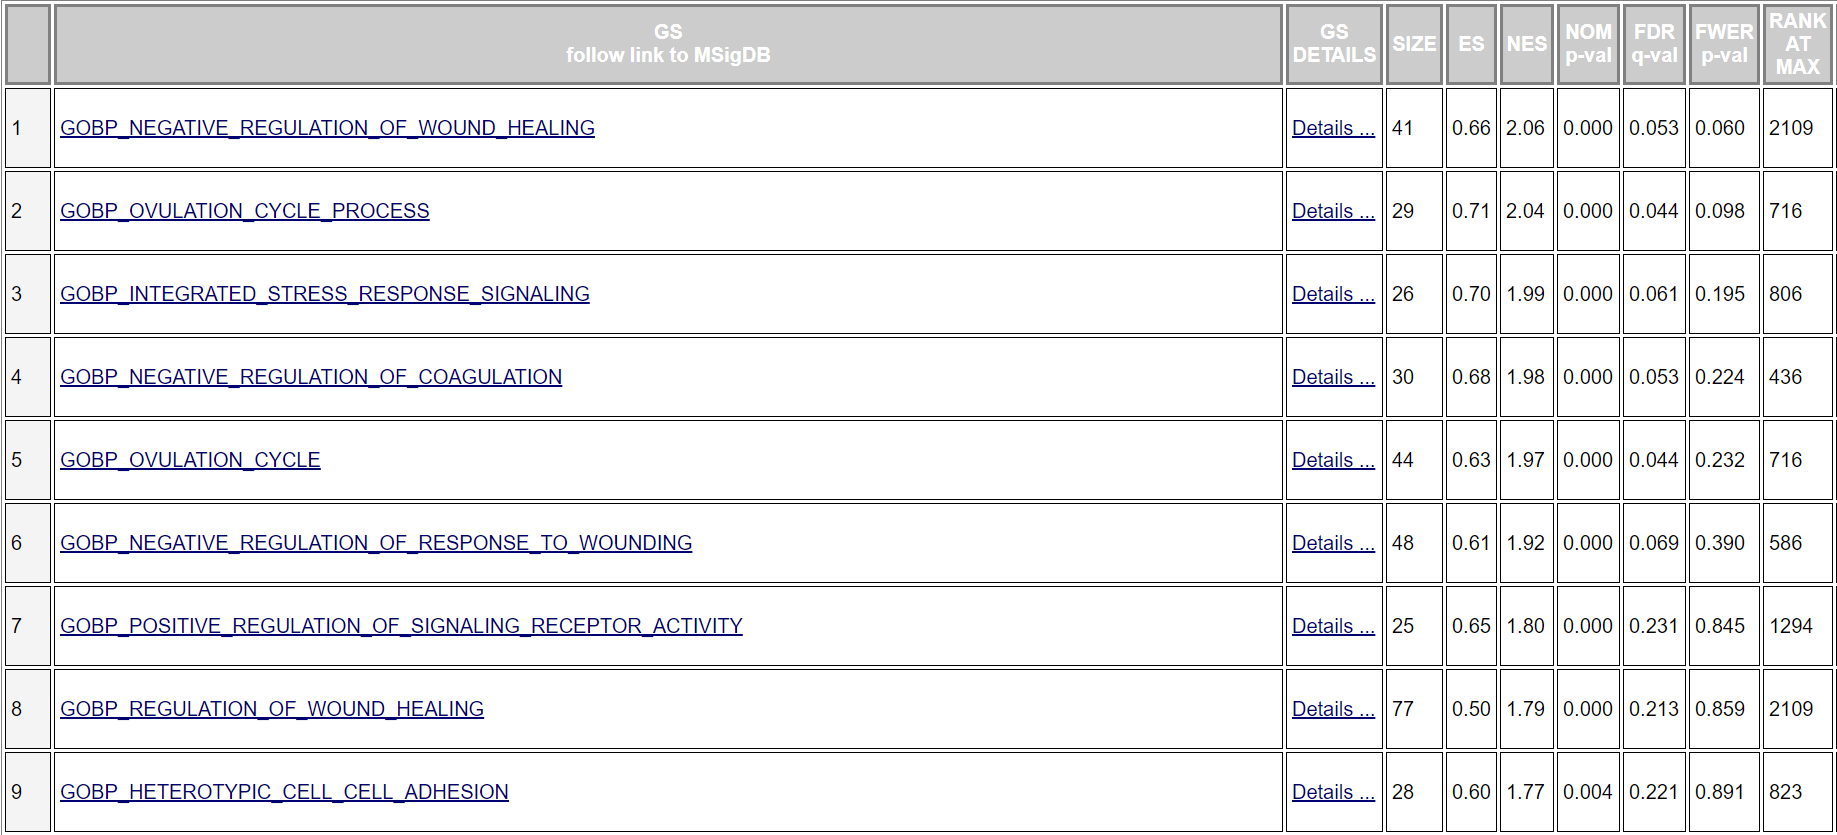 GS
follow link to MSigDB
GS
DETAILS
SIZE
ES
NES
NOM
p-val
FDR
q-val
FWER
p-val
RANK
AT
MAX
1 GOBP_NEGATIVE_REGULATION_OF_WOUND_HEALING Details ... 41 0.66 2.06 0.000 0.053 0.060 2109
2 GOBP_OVULATION_CYCLE_PROCESS Details ... 29 0.71 2.04 0.000 0.044 0.098 716
3 GOBP_INTEGRATED_STRESS_RESPONSE_SIGNALING Details ... 26 0.70 1.99 0.000 0.061 0.195 806
4 GOBP_NEGATIVE_REGULATION_OF_COAGULATION Details ... 30 0.68 1.98 0.000 0.053 0.224 436
5 GOBP_OVULATION_CYCLE Details ... 44 0.63 1.97 0.000 0.044 0.232 716
6 GOBP_NEGATIVE_REGULATION_OF_RESPONSE_TO_WOUNDING Details ... 48 0.61 1.92 0.000 0.069 0.390 586
7 GOBP_POSITIVE_REGULATION_OF_SIGNALING_RECEPTOR_ACTIVITY Details ... 25 0.65 1.80 0.000 0.231 0.845 1294
8 GOBP_REGULATION_OF_WOUND_HEALING Details ... 77 0.50 1.79 0.000 0.213 0.859 2109
9 GOBP_HETEROTYPIC_CELL_CELL_ADHESION Details ... 28 0.60 1.77 0.004 0.221 0.891 823